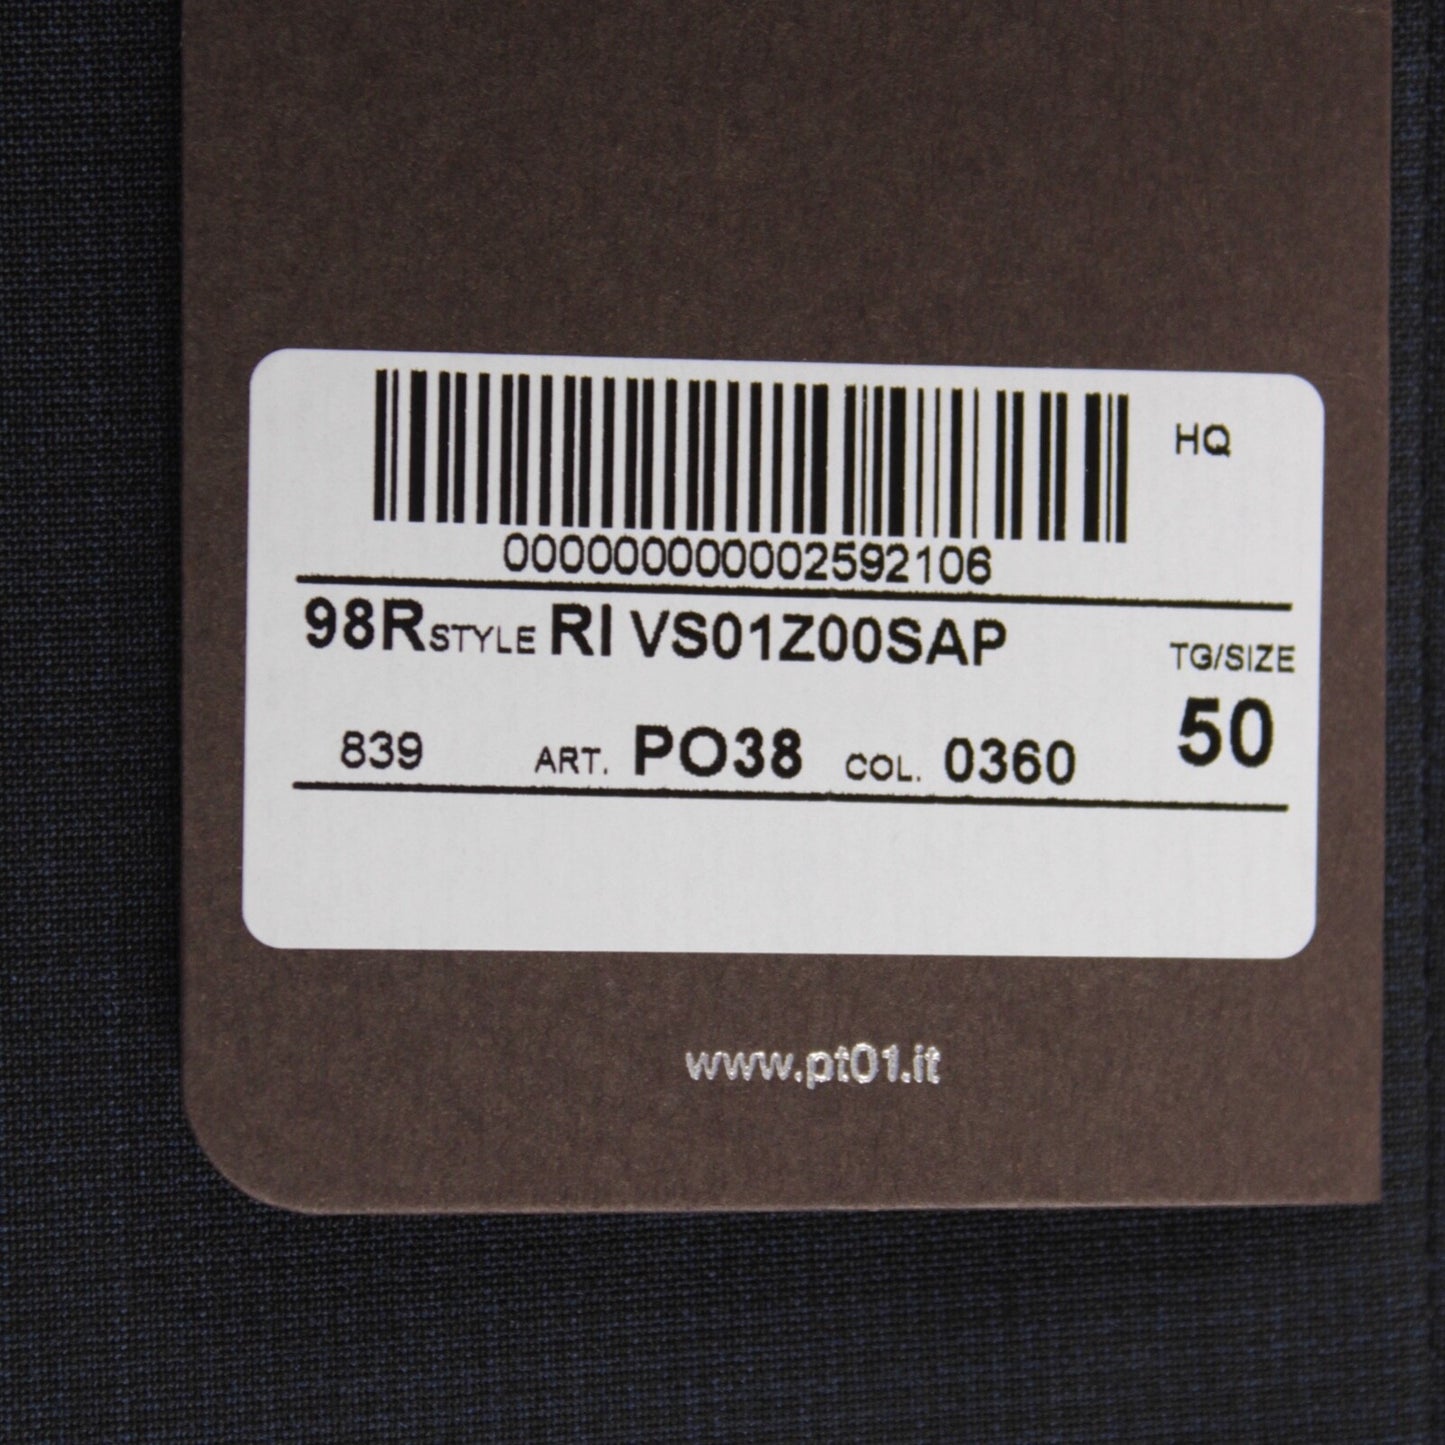 HQ
000000000002592106
98R STYLE RI VS01Z00SAP
TG/SIZE
50
839 ART. PO38 COL. 0360
www.pt01.it